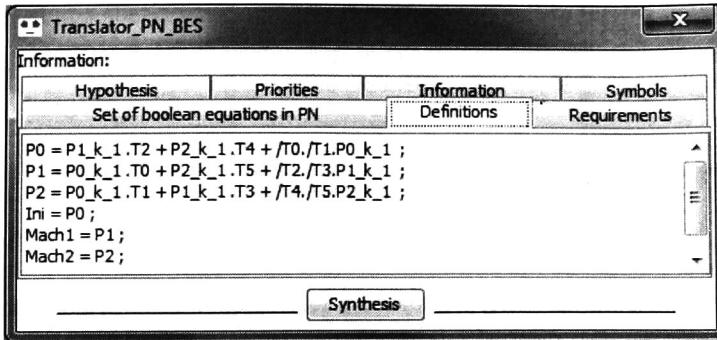 Translator_PN_BES
x
Information:
Hypothesis Priorities Information Symbols
Set of boolean equations in PN Definitions Requirements
P0 = P1_k_1 .T2 + P2_k_1 .T4 + /T0./T1.P0_k_1 ;
P1 = P0_k_1 .T0 + P2_k_1 .T5 + /T2./T3.P1_k_1 ;
P2 = P0_k_1 .T1 + P1_k_1 .T3 + /T4./T5.P2_k_1 ;
Ini = P0 ;
Mach1 = P1 ;
Mach2 = P2 ;
Synthesis